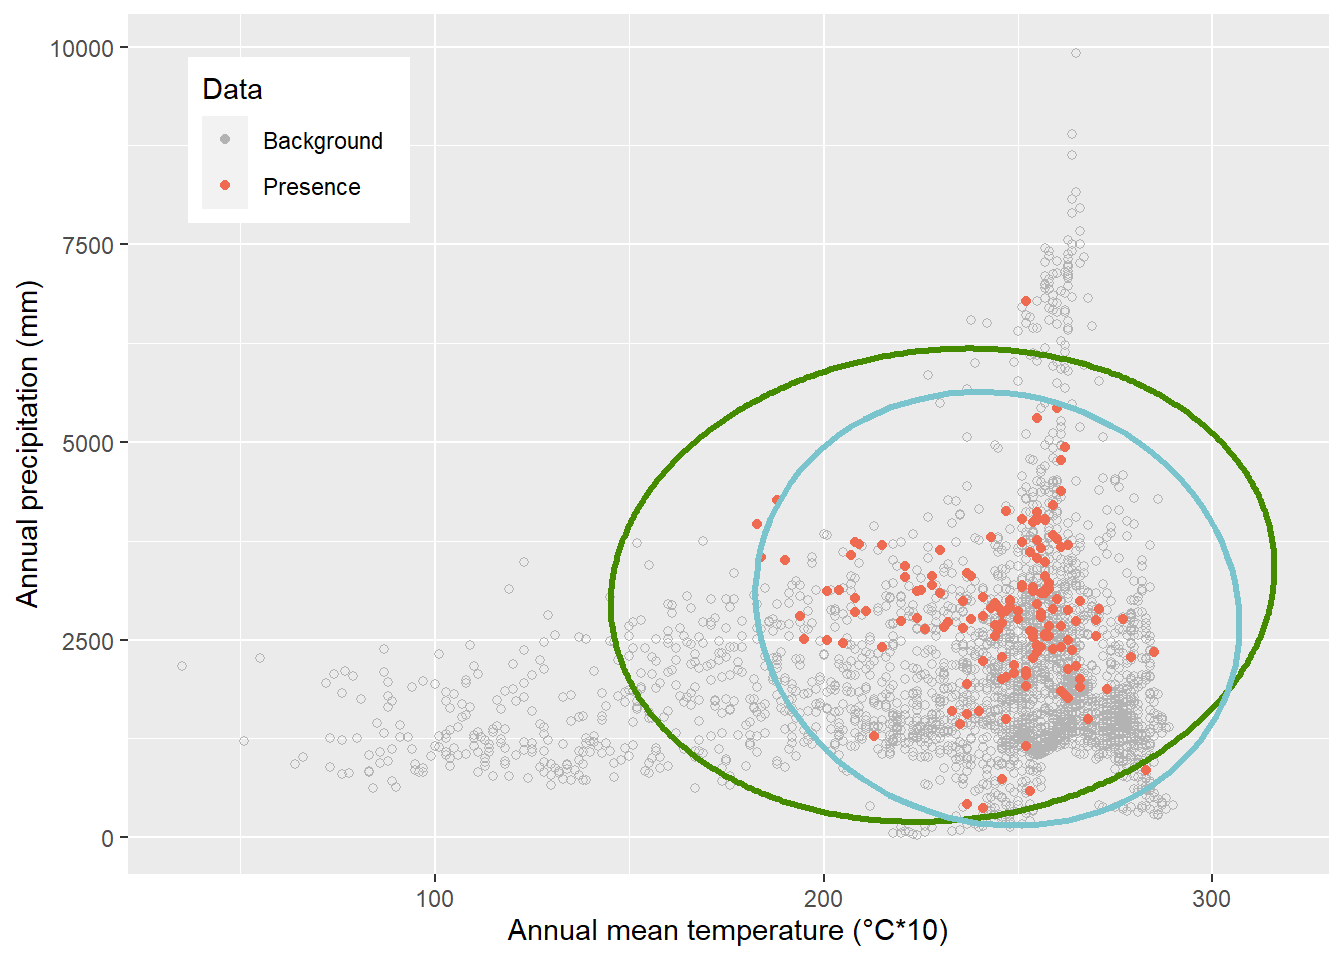 10000
7500
5000
2500
0
Annual precipitation (mm)
Data
Background
Presence
100
200
300
Annual mean temperature (°C*10)